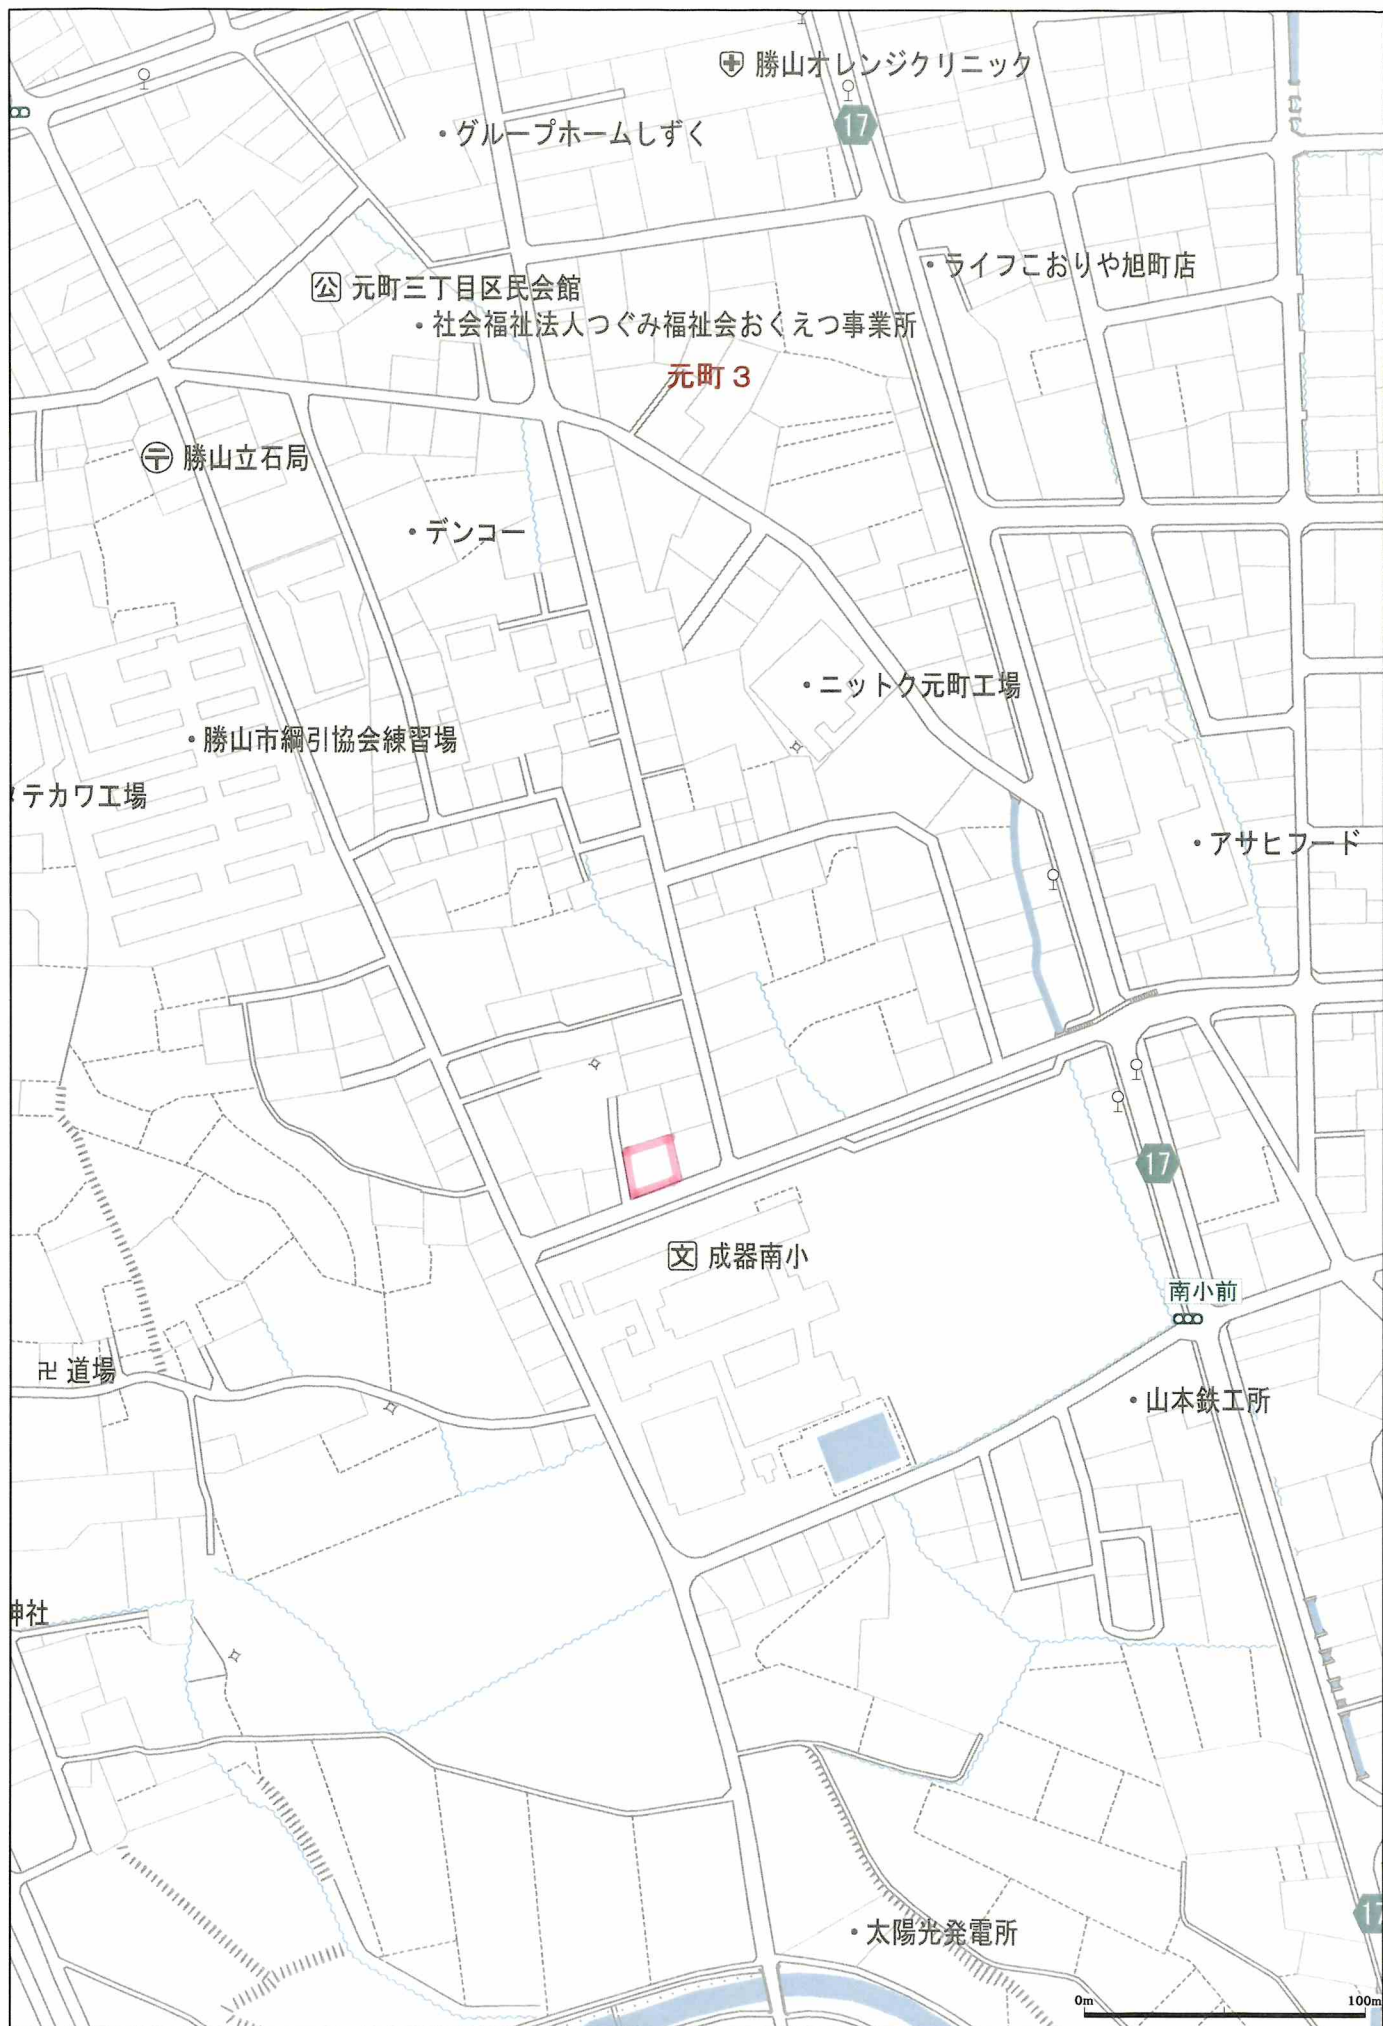 勝山オレンジクリニック
17
・グループホームしずく
・ライフこおりや旭町店
公 元町三丁目区民会館
・社会福祉法人つぐみ福祉会おくえつ事業所
元町3
〒 勝山立石局
・デンコー
・ニットク元町工場
・勝山市綱引協会練習場
テカワ工場
・アサヒフード
17
文 成器南小
南小前
卍 道場
・山本鉄工所
神社
17
・太陽光発電所
0m
100m